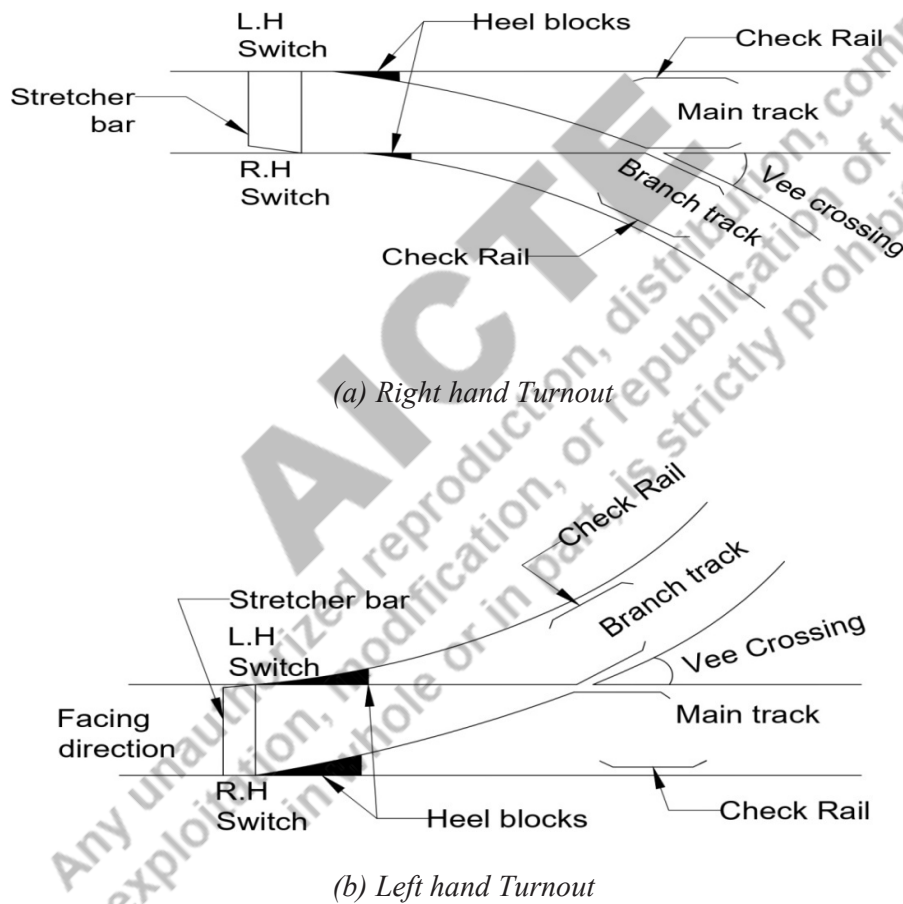 L.H
Switch
Heel blocks
Check Rail
Stretcher
bar
Main track
R.H
Switch
Branch track
Vee crossing
Check Rail
(a) Right hand Turnout
Check Rail
Stretcher bar
Branch track
L.H
Switch
Vee Crossing
Facing
direction
Main track
R.H
Switch
Heel blocks
Check Rail
(b) Left hand Turnout
AICTE
Any unauthorized reproduction, distribution,
exploitation, modification, or republication of
in whole or in part, is strictly